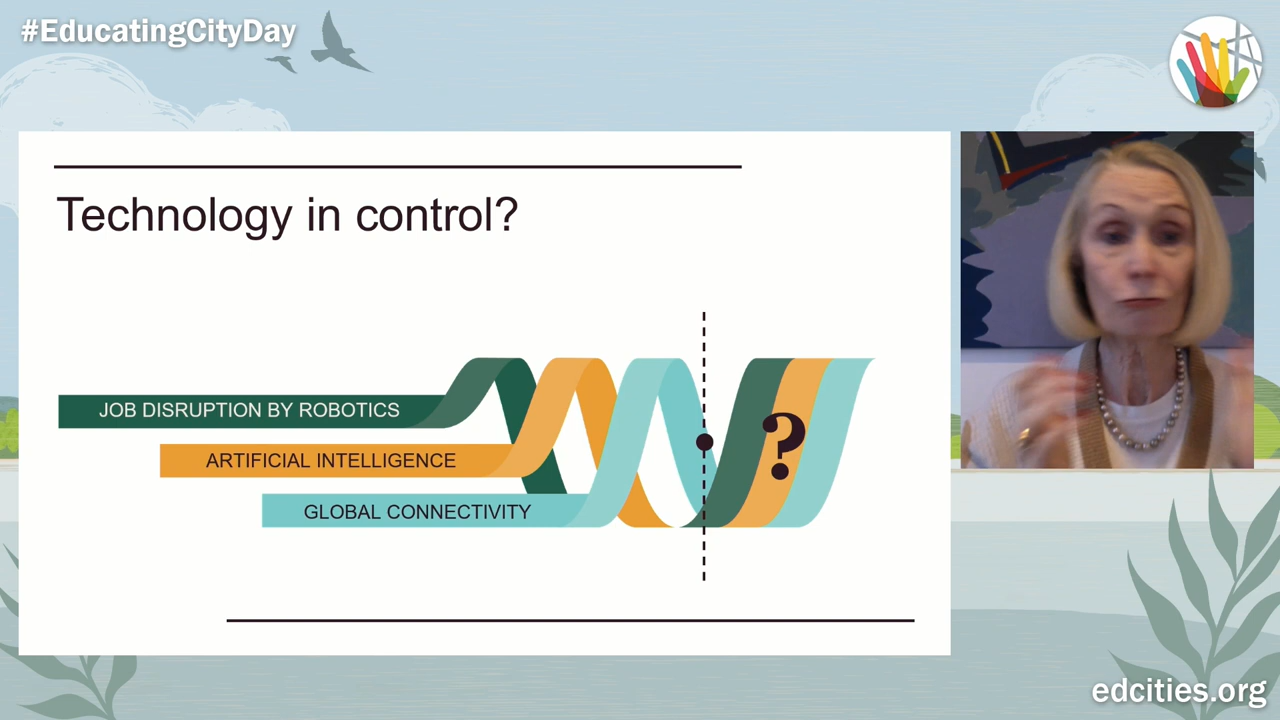 #EducatingCityDay
Technology in control?
JOB DISRUPTION BY ROBOTICS
ARTIFICIAL INTELLIGENCE
GLOBAL CONNECTIVITY
?
edcities.org